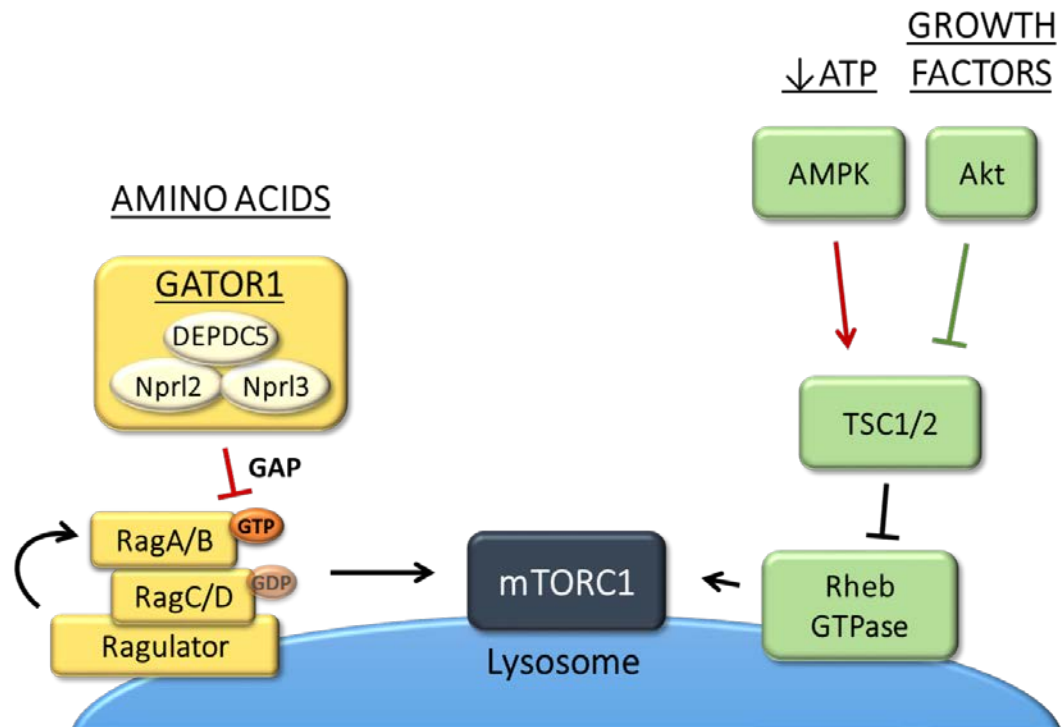 GROWTH
FACTORS
↓ATP
AMPK
Akt
AMINO ACIDS
GATOR1
DEPDC5
Nprl2
Nprl3
TSC1/2
GAP
RagA/B
GTP
RagC/D
GDP
Ragulator
mTORC1
Rheb
GTPase
Lysosome